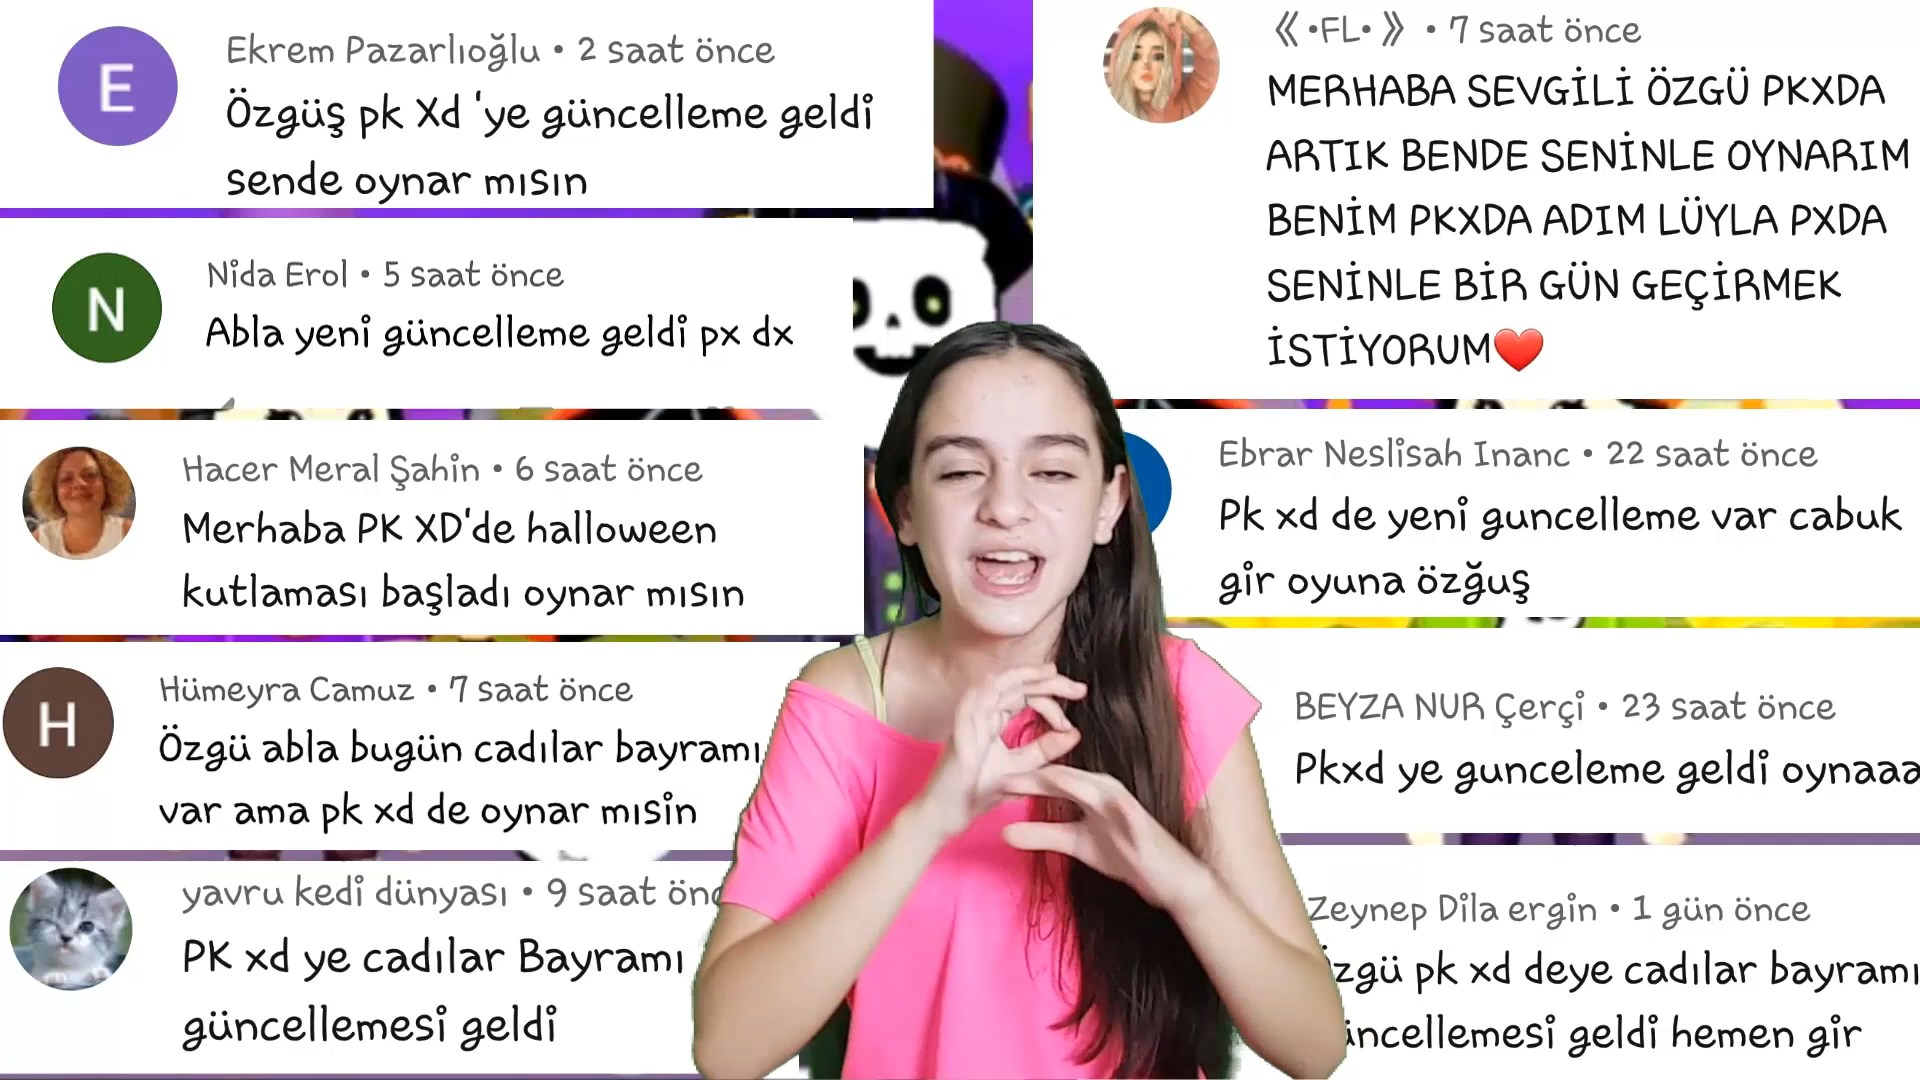 E
Ekrem Pazarlıoğlu • 2 saat önce
Özgüş pk Xd 'ye güncelleme geldi
sende oynar mısın
N
Nida Erol • 5 saat önce
Abla yeni güncelleme geldi px dx
Hacer Meral Şahin • 6 saat önce
Merhaba PK XD'de halloween
kutlaması başladı oynar mısın
H
Hümeyra Camuz • 7 saat önce
Özgü abla bugün cadılar bayramı
var ama pk xd de oynar mısin
yavru kedi dünyası • 9 saat
PK xd ye cadılar Bayramı
güncellemesi geldi
《•FL•》 • 7 saat önce
MERHABA SEVGİLİ ÖZGÜ PKXDA
ARTIK BENDE SENİNLE OYNARIM
BENİM PKXDA ADIM LÜYLA PXDA
SENİNLE BİR GÜN GEÇİRMEK
İSTİYORUM❤️
Ebrar Neslisah Inanc • 22 saat önce
Pk xd de yeni guncelleme var cabuk
gir oyuna özğuş
BEYZA NUR Çerçi • 23 saat önce
Pkxd ye gunceleme geldi oynaaa
Zeynep Dila ergin • 1 gün önce
zgü pk xd deye cadılar bayramı
üncellemesi geldi hemen gir